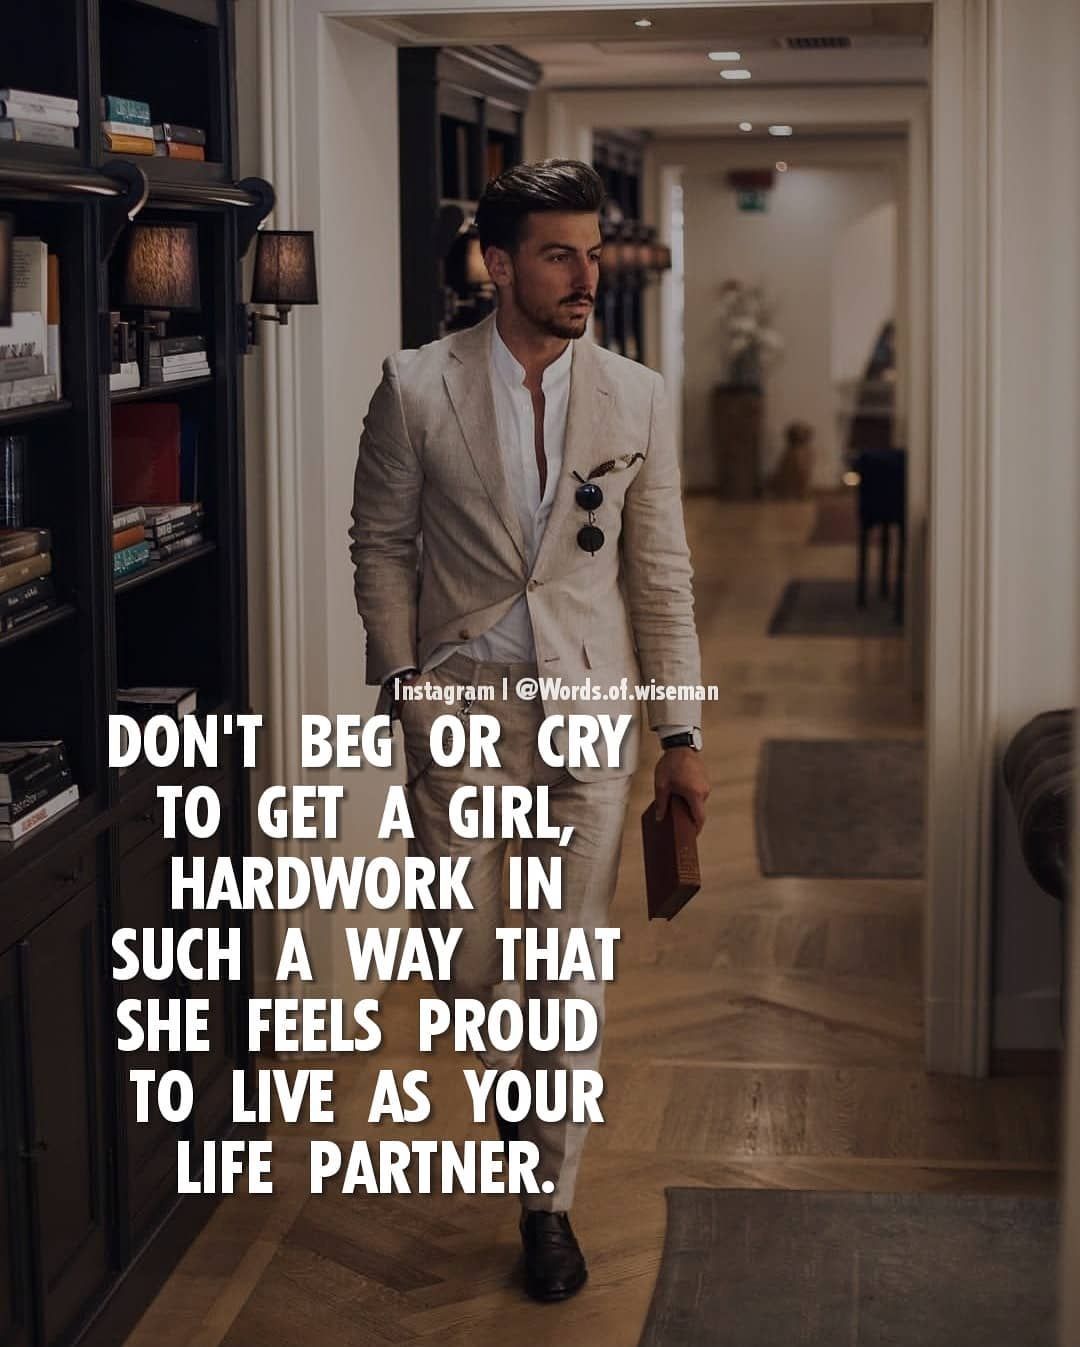 Instagram | @Words.of.wiseman
DON'T BEG OR CRY
TO GET A GIRL,
HARDWORK IN
SUCH A WAY THAT
SHE FEELS PROUD
TO LIVE AS YOUR
LIFE PARTNER.